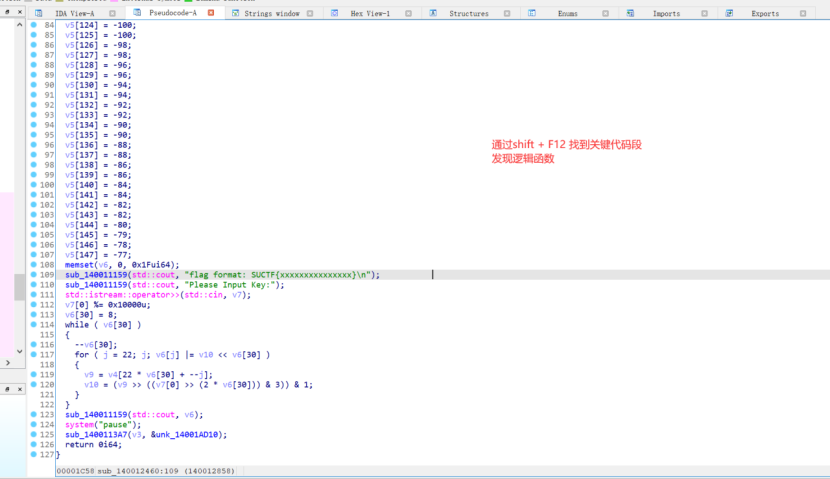 IDA View-A Pseudocode-A Strings window Hex View-1 Structures Enums Imports Exports
84 v5[124] = -100;
85 v5[125] = -100;
86 v5[126] = -98;
87 v5[127] = -98;
88 v5[128] = -96;
89 v5[129] = -96;
90 v5[130] = -94;
91 v5[131] = -94;
92 v5[132] = -92;
93 v5[133] = -92;
94 v5[134] = -90;
95 v5[135] = -90;
96 v5[136] = -88;
97 v5[137] = -88;
98 v5[138] = -86;
99 v5[139] = -86;
100 v5[140] = -84;
101 v5[141] = -84;
102 v5[142] = -82;
103 v5[143] = -82;
104 v5[144] = -80;
105 v5[145] = -79;
106 v5[146] = -78;
107 v5[147] = -77;
108 memset(v6, 0, 0x1Fui64);
109 sub_140011159(std::cout, "flag format: SUCTF{xxxxxxxxxxxxxxx}\n");
110 sub_140011159(std::cout, "Please Input Key:");
111 std::istream::operator>>(std::cin, v7);
112 v7[0] %= 0x10000u;
113 v6[30] = 8;
114 while ( v6[30] )
115 {
116 --v6[30];
117 for ( j = 22; j; v6[j] |= v10 << v6[30] )
118 {
119 v9 = v4[22 * v6[30] + --j];
120 v10 = (v9 >> ((v7[0] >> (2 * v6[30])) & 3)) & 1;
121 }
122 }
123 sub_140011159(std::cout, v6);
124 system("pause");
125 sub_1400113A7(v3, &unk_14001AD10);
126 return 0i64;
127 }
通过shift + F12 找到关键代码段
发现逻辑函数
00001C58 sub_140012460:109 (140012858)